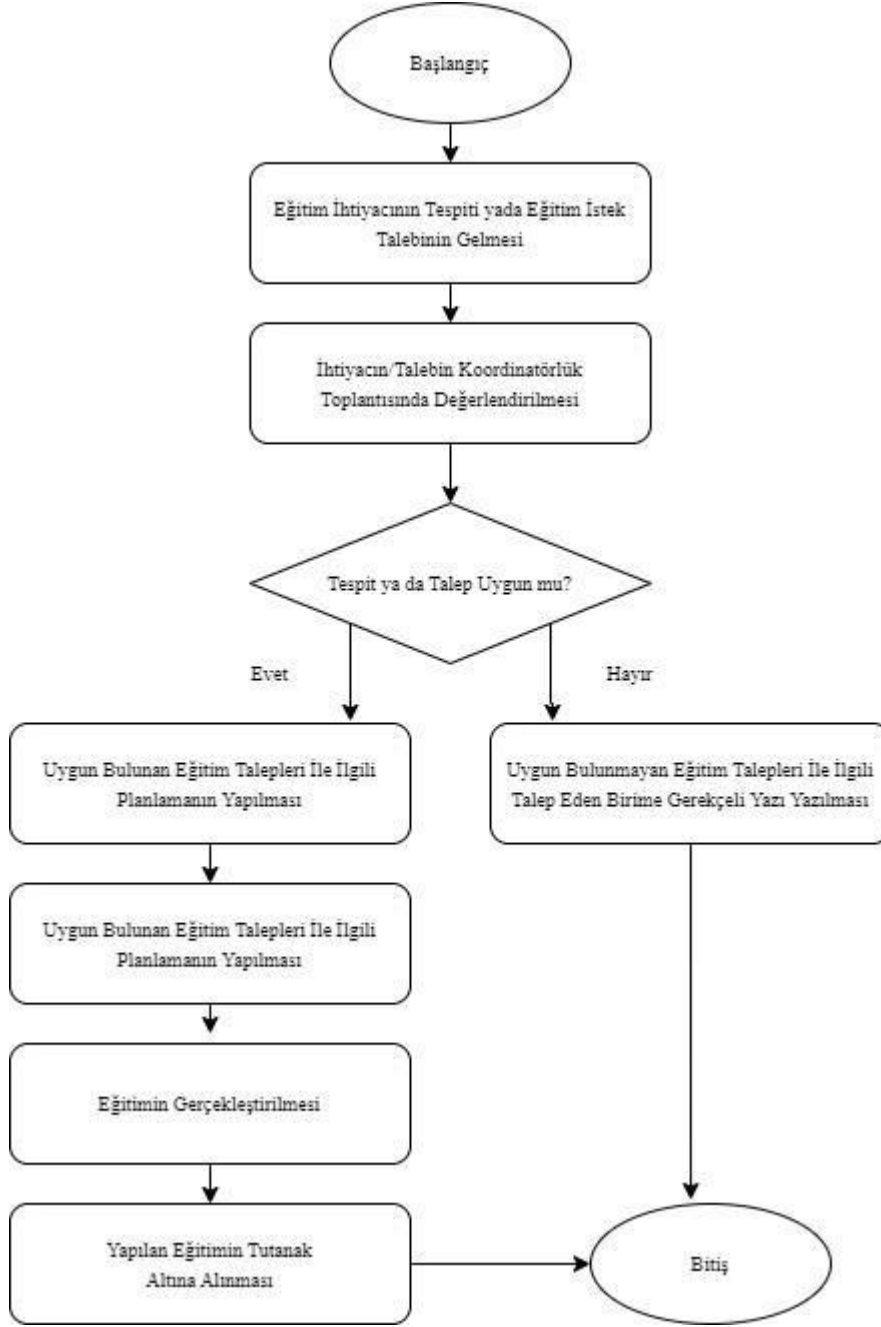 Başlangıç
Eğitim İhtiyacının Tespiti yada Eğitim İstek
Talebinin Gelmesi
İhtiyacın/Talebin Koordinatörlük
Toplantısında Değerlendirilmesi
Tespit ya da Talep Uygun mu?
Evet
Hayır
Uygun Bulunan Eğitim Talepleri İle İlgili
Planlamanın Yapılması
Uygun Bulunmayan Eğitim Talepleri İle İlgili
Talep Eden Birime Gerekçeli Yazı Yazılması
Uygun Bulunan Eğitim Talepleri İle İlgili
Planlamanın Yapılması
Eğitimin Gerçekleştirilmesi
Yapılan Eğitimin Tutanak
Altına Alınması
Bitiş